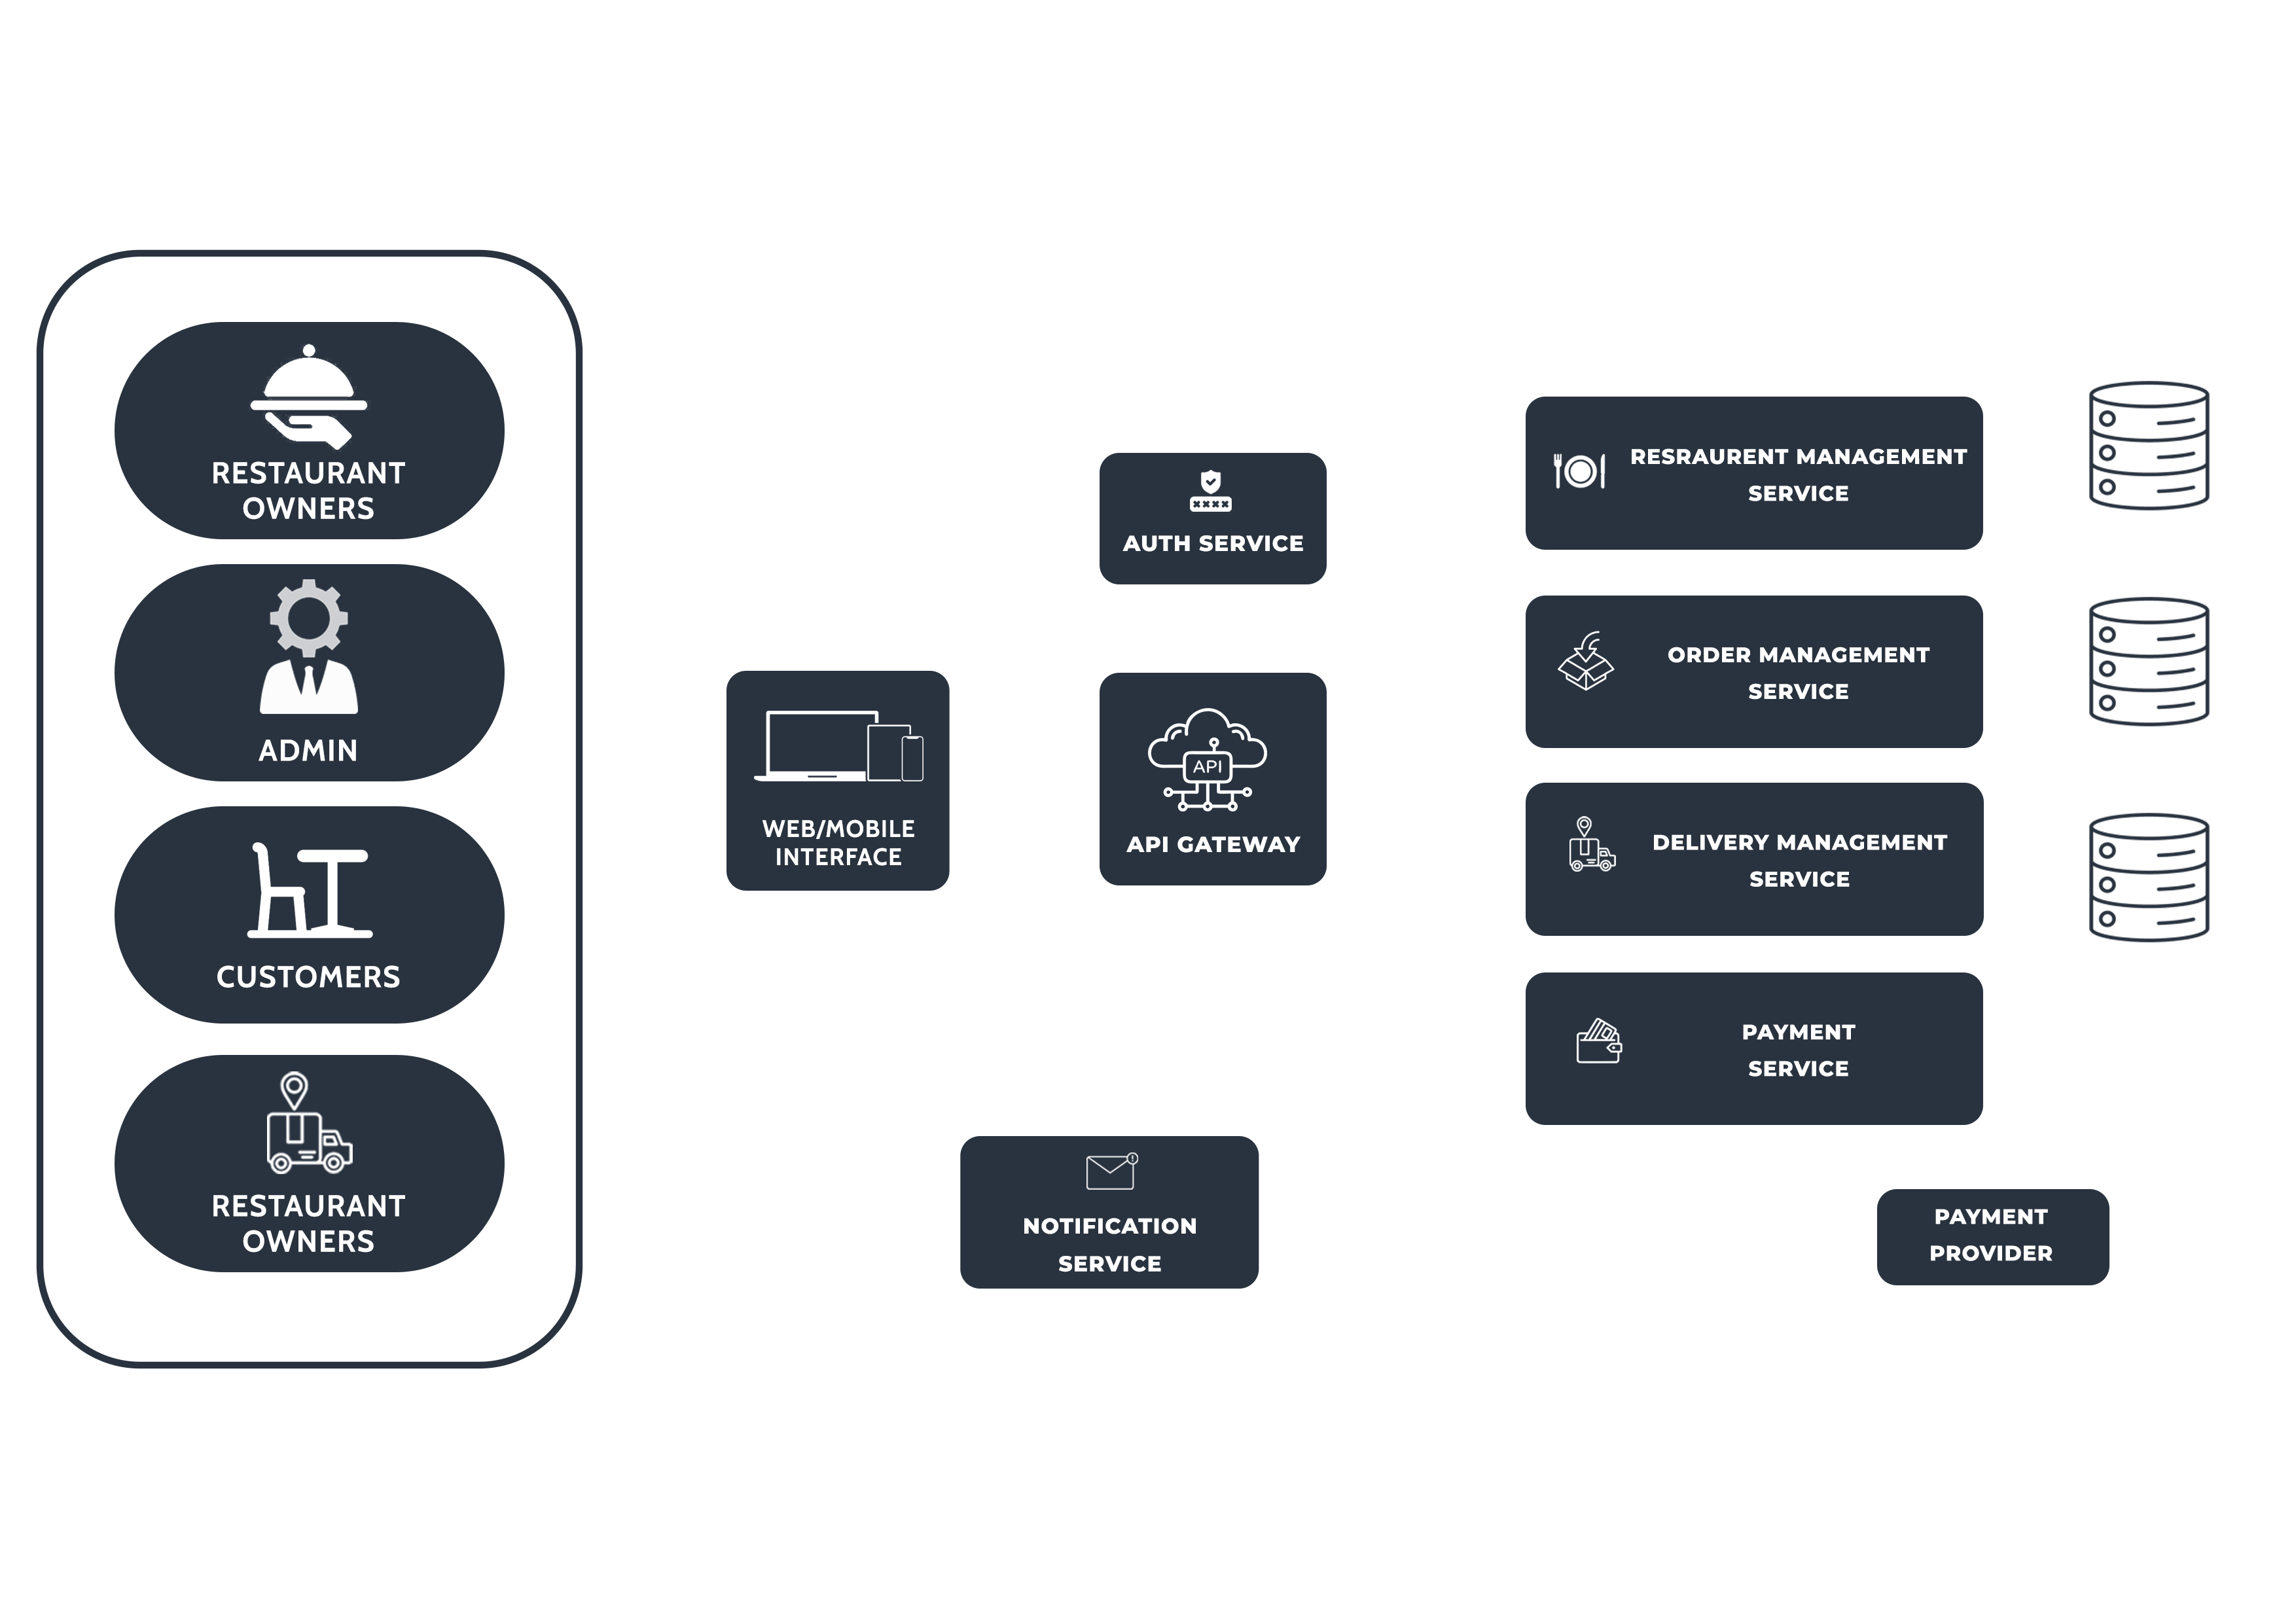 RESTAURANT
OWNERS
ADMIN
CUSTOMERS
RESTAURANT
OWNERS
WEB/MOBILE
INTERFACE
AUTH SERVICE
API
API GATEWAY
NOTIFICATION
SERVICE
RESRAURENT MANAGEMENT
SERVICE
ORDER MANAGEMENT
SERVICE
DELIVERY MANAGEMENT
SERVICE
PAYMENT
SERVICE
PAYMENT
PROVIDER